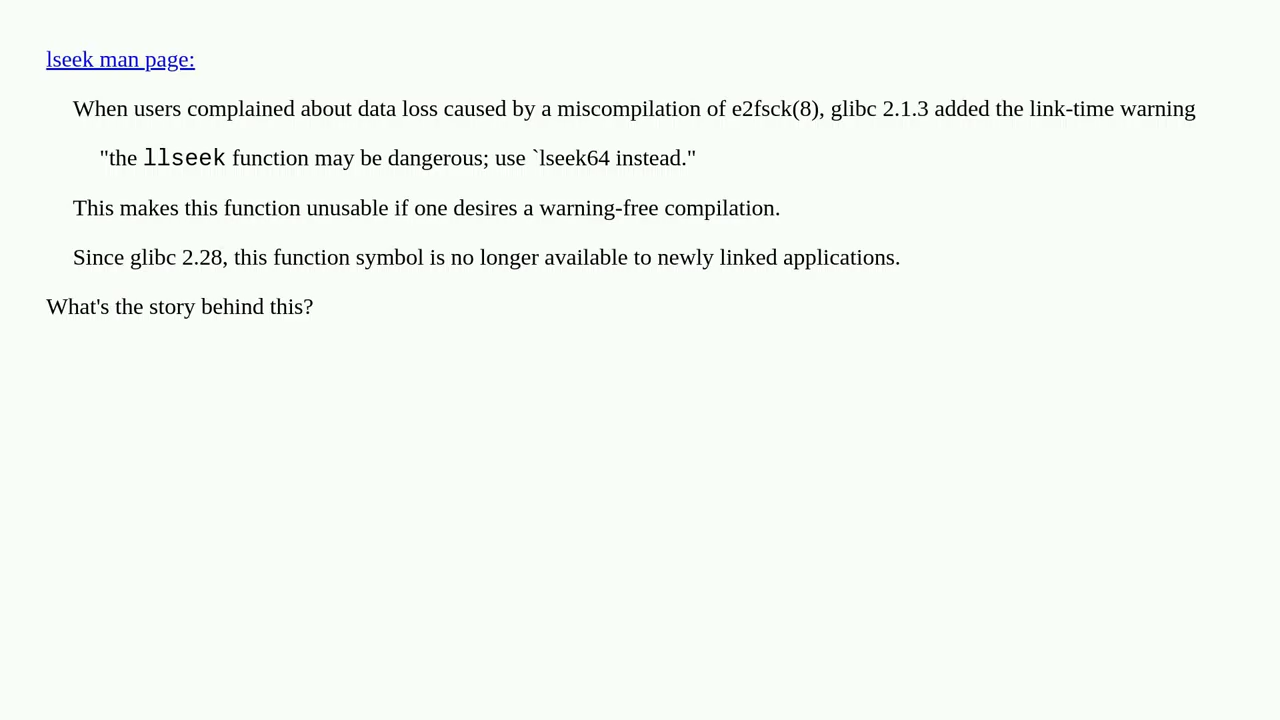 lseek man page:
When users complained about data loss caused by a miscompilation of e2fsck(8), glibc 2.1.3 added the link-time warning
"the llseek function may be dangerous; use `lseek64 instead."
This makes this function unusable if one desires a warning-free compilation.
Since glibc 2.28, this function symbol is no longer available to newly linked applications.
What's the story behind this?